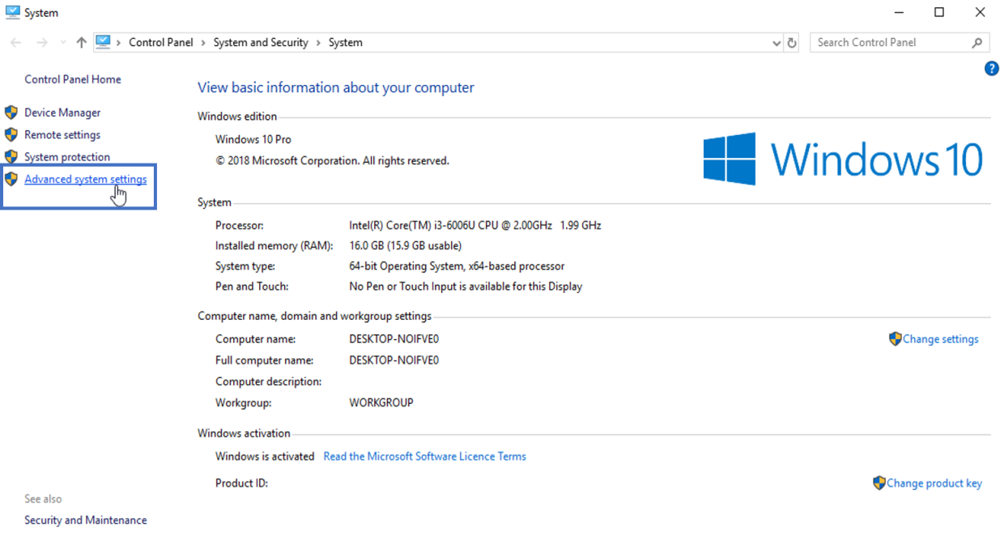 System
Control Panel > System and Security > System
Search Control Panel
?
Control Panel Home
Device Manager
Remote settings
System protection
Advanced system settings
View basic information about your computer
Windows edition
Windows 10 Pro
© 2018 Microsoft Corporation. All rights reserved.
Windows 10
System
Processor: Intel(R) Core(TM) i3-6006U CPU @ 2.00GHz 1.99 GHz
Installed memory (RAM): 16.0 GB (15.9 GB usable)
System type: 64-bit Operating System, x64-based processor
Pen and Touch: No Pen or Touch Input is available for this Display
Computer name, domain and workgroup settings
Computer name: DESKTOP-NOIFVE0
Change settings
Full computer name: DESKTOP-NOIFVE0
Computer description:
Workgroup: WORKGROUP
Windows activation
Windows is activated Read the Microsoft Software Licence Terms
Product ID:
Change product key
See also
Security and Maintenance